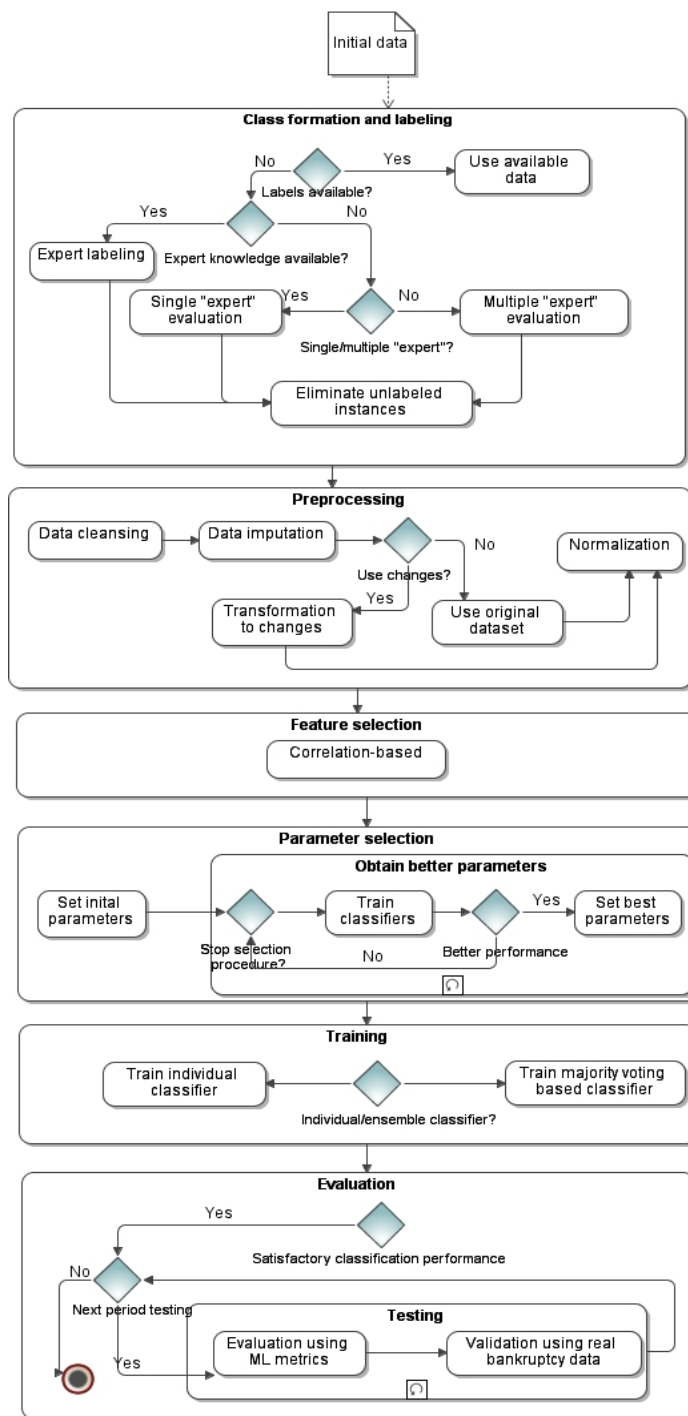 Initial data
Class formation and labeling
No
Yes
Use available
data
Labels available?
Yes
No
Expert labeling
Expert knowledge available?
Single "expert"
evaluation
Yes
No
Multiple "expert"
evaluation
Single/multiple "expert"?
Eliminate unlabeled
instances
Preprocessing
Data cleansing
Data imputation
No
Normalization
Use changes?
Yes
Transformation
to changes
Use original
dataset
Feature selection
Correlation-based
Parameter selection
Obtain better parameters
Set inital
parameters
Train
classifiers
Yes
Set best
parameters
Stop selection
procedure?
No
Better performance
Training
Train individual
classifier
Train majority voting
based classifier
Individual/ensemble classifier?
Evaluation
Yes
Satisfactory classification performance
No
Next period testing
Testing
Evaluation using
ML metrics
Validation using real
bankruptcy data
Yes